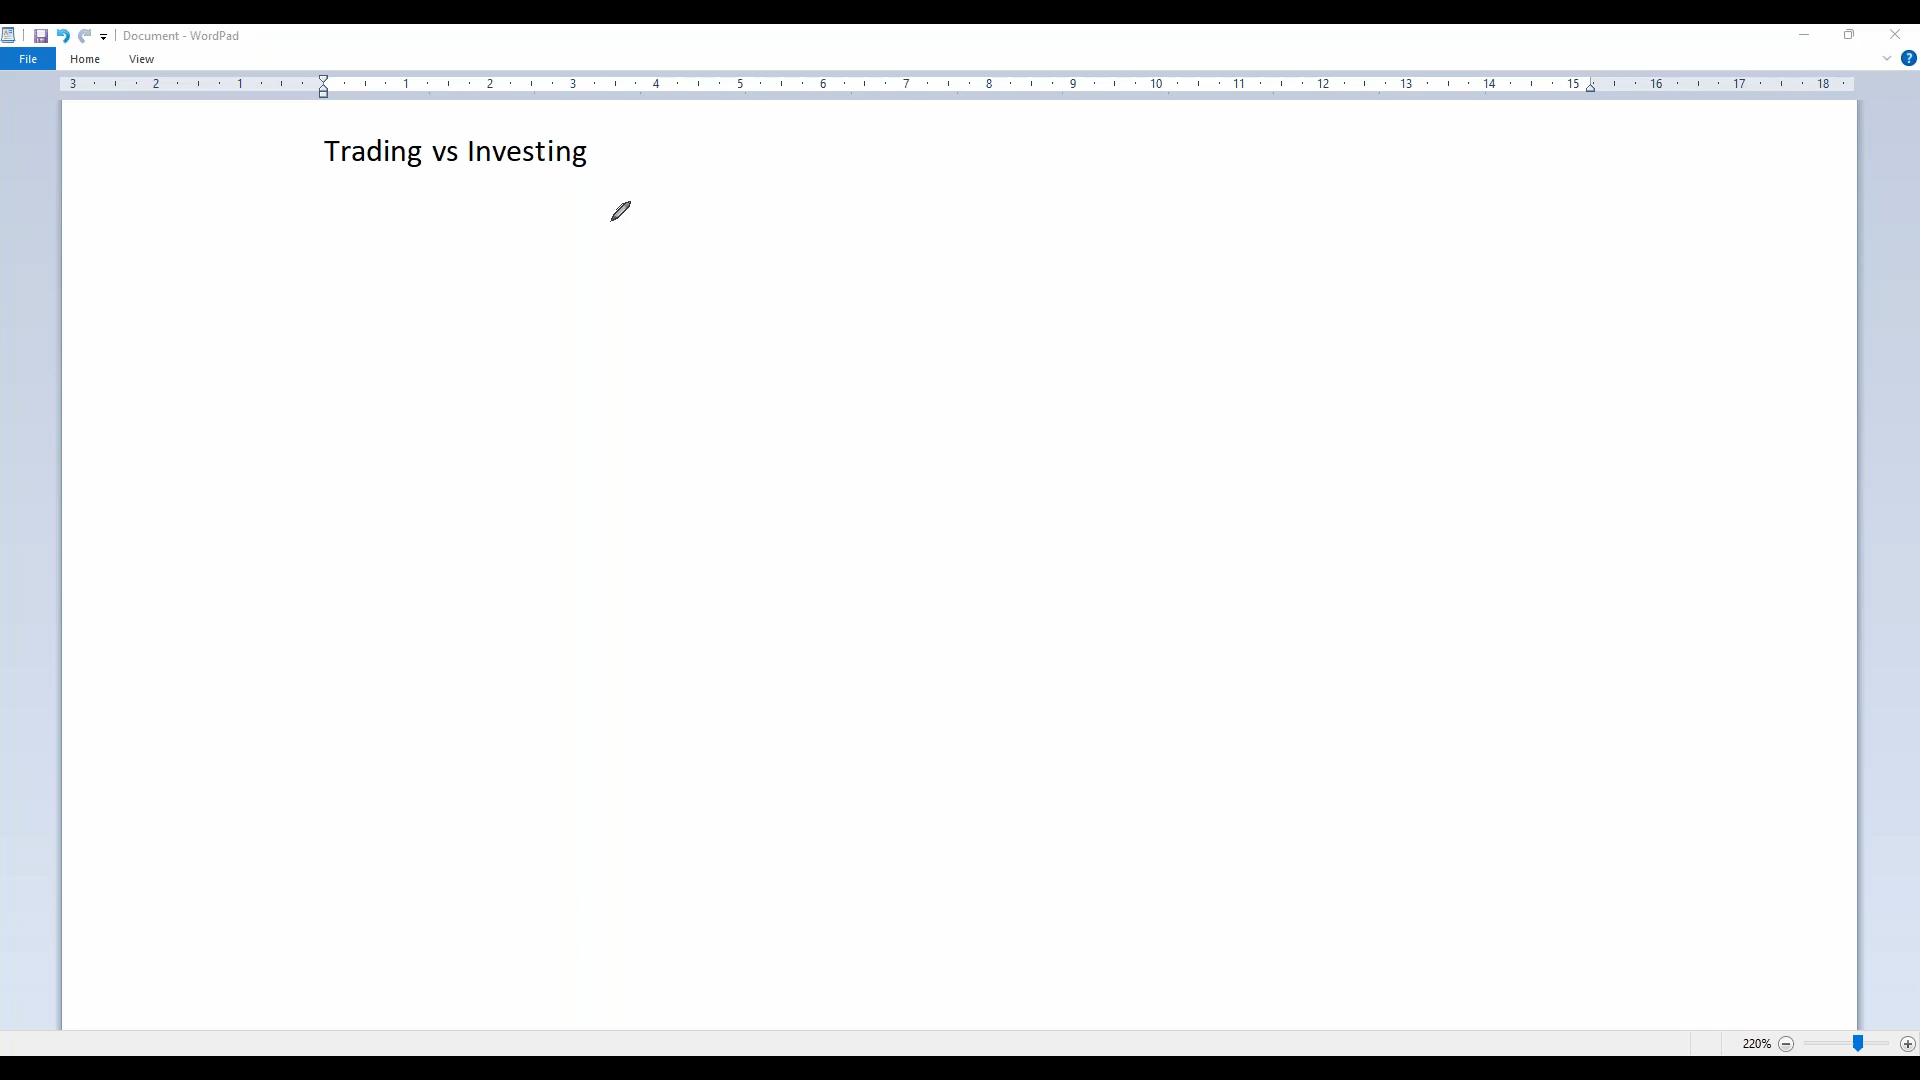 Document - WordPad
File Home View
3 2 1 1 2 3 4 5 6 7 8 9 10 11 12 13 14 15 16 17 18
Trading vs Investing
220%